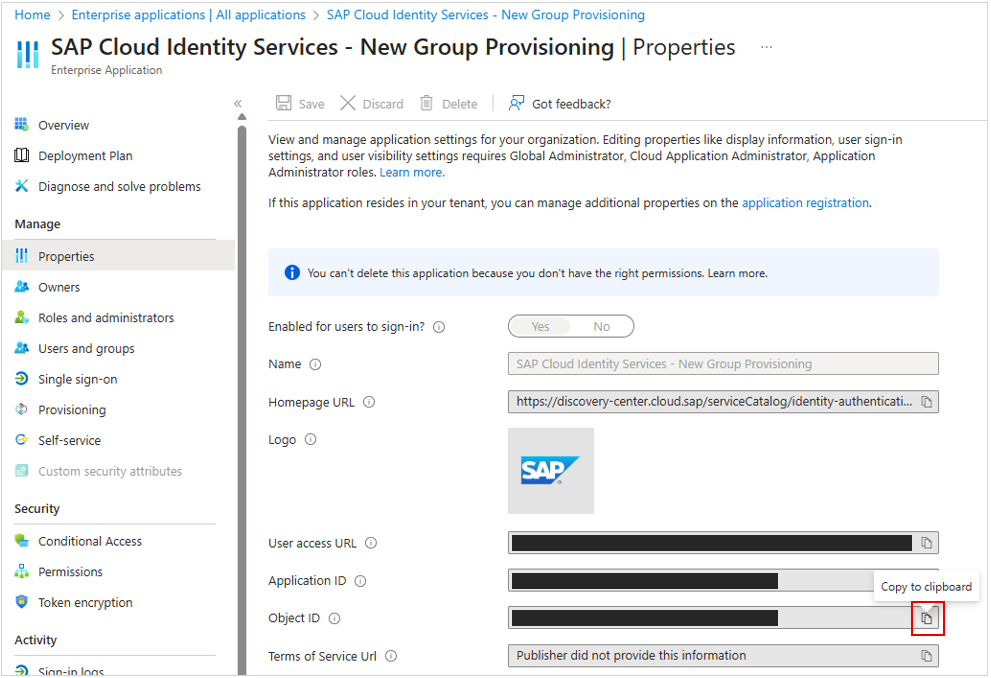 Home > Enterprise applications | All applications > SAP Cloud Identity Services - New Group Provisioning
SAP Cloud Identity Services - New Group Provisioning | Properties ...
Enterprise Application
«
Save Discard Delete | Got feedback?
Overview
Deployment Plan
Diagnose and solve problems
Manage
Properties
Owners
Roles and administrators
Users and groups
Single sign-on
Provisioning
Self-service
Custom security attributes
Security
Conditional Access
Permissions
Token encryption
Activity
Sign-in logs
View and manage application settings for your organization. Editing properties like display information, user sign-in
settings, and user visibility settings requires Global Administrator, Cloud Application Administrator, Application
Administrator roles. Learn more.
If this application resides in your tenant, you can manage additional properties on the application registration.
You can't delete this application because you don't have the right permissions. Learn more.
Enabled for users to sign-in? Yes No
Name SAP Cloud Identity Services - New Group Provisioning
Homepage URL https://discovery-center.cloud.sap/serviceCatalog/identity-authenticati...
Logo SAP
User access URL
Application ID
Copy to clipboard
Object ID
Terms of Service Url Publisher did not provide this information